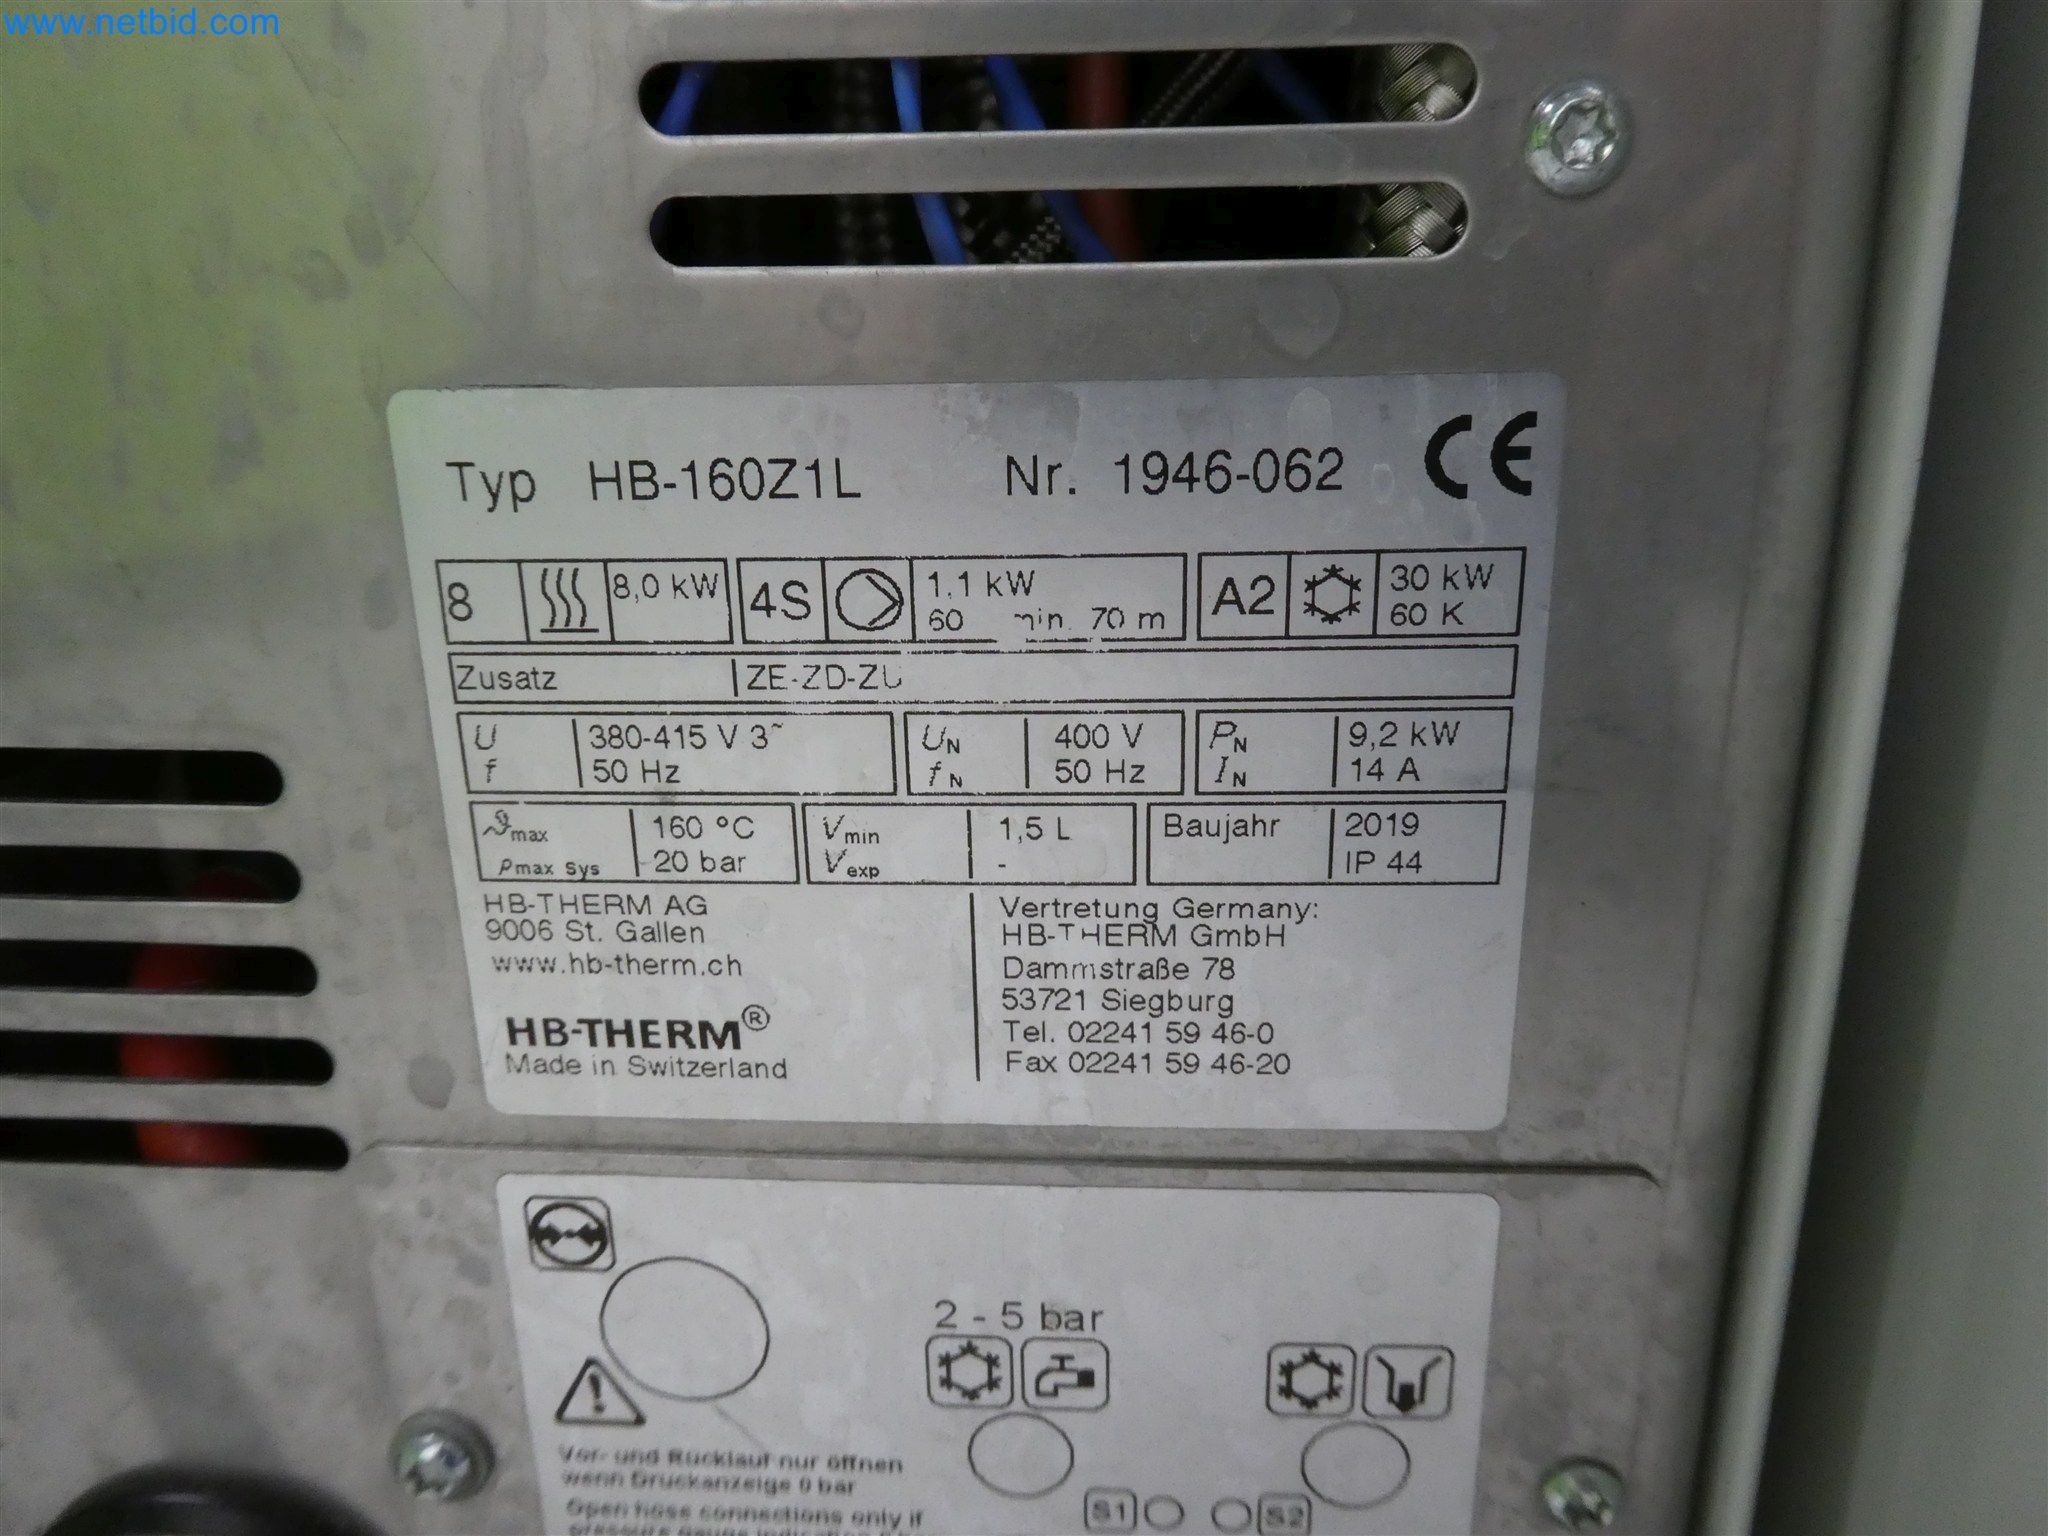 www.netbid.com
Typ HB-160Z1L Nr. 1946-062 CE
8 8,0 kW 4S 1,1 kW A2 30 kW
60 70 m 60 K
Zusatz ZE-ZD-
U 380-415 V 3~ UN 400 V PN 9,2 kW
f 50 Hz fN 50 Hz IN 14 A
ϑmax 160 °C Vmin 1,5 L Baujahr 2019
pmax Sys 20 bar Vexp - IP 44
HB-THERM AG
9006 St. Gallen
www.hb-therm.ch
HB-THERM®
Made in Switzerland
Vertretung Germany:
HB-THERM GmbH
Dammstraße 78
53721 Siegburg
Tel. 02241 59 46-0
Fax 02241 59 46-20
2 - 5 bar
Vor- und Rücklauf nur öffnen
wenn Druckanzeige 0 bar
Open hose connections only if
S1 S2